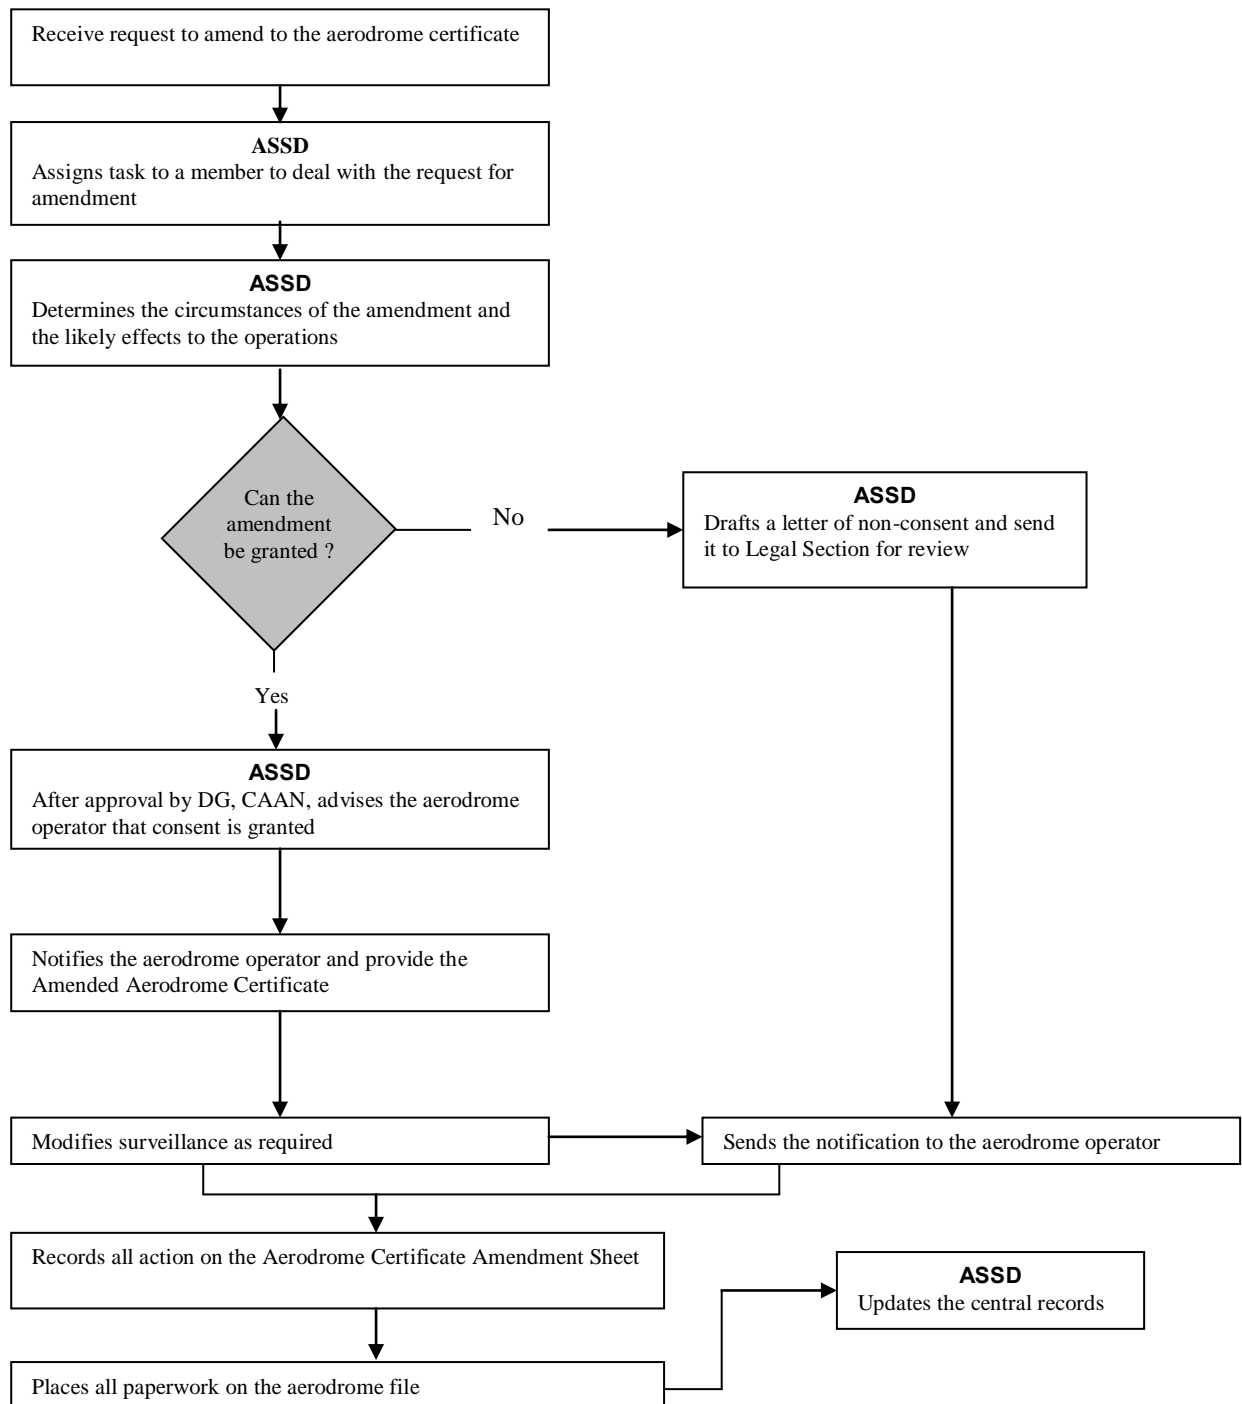 Receive request to amend to the aerodrome certificate
ASSD
Assigns task to a member to deal with the request for
amendment
ASSD
Determines the circumstances of the amendment and
the likely effects to the operations
Can the
amendment
be granted ?
No
ASSD
Drafts a letter of non-consent and send
it to Legal Section for review
Yes
ASSD
After approval by DG, CAAN, advises the aerodrome
operator that consent is granted
Notifies the aerodrome operator and provide the
Amended Aerodrome Certificate
Modifies surveillance as required
Sends the notification to the aerodrome operator
Records all action on the Aerodrome Certificate Amendment Sheet
ASSD
Updates the central records
Places all paperwork on the aerodrome file